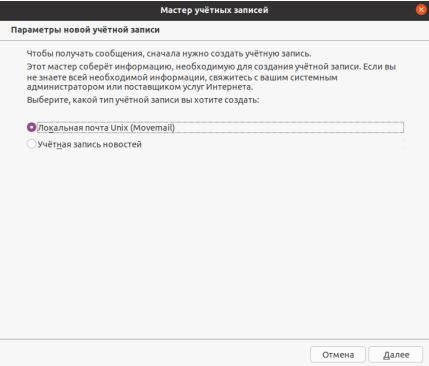 Мастер учётных записей
Параметры новой учётной записи
Чтобы получать сообщения, сначала нужно создать учётную запись.
Этот мастер соберёт информацию, необходимую для создания учётной записи. Если вы
не знаете всей необходимой информации, свяжитесь с вашим системным
администратором или поставщиком услуг Интернета.
Выберите, какой тип учётной записи вы хотите создать:
Локальная почта Unix (Movemail)
Учётная запись новостей
Отмена
Далее